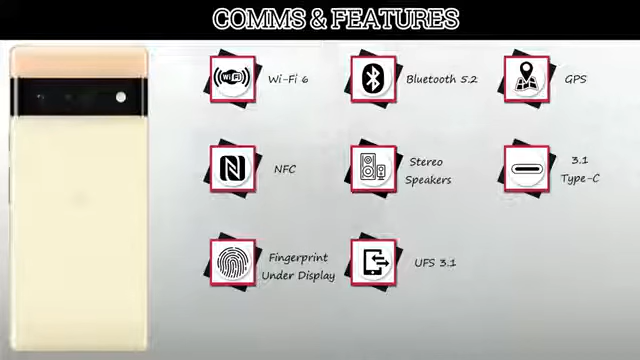 COMMS & FEATURES
WiFi
Wi-Fi 6
Bluetooth 5.2
GPS
NFC
Stereo
Speakers
3.1
Type-C
Fingerprint
Under Display
UFS 3.1